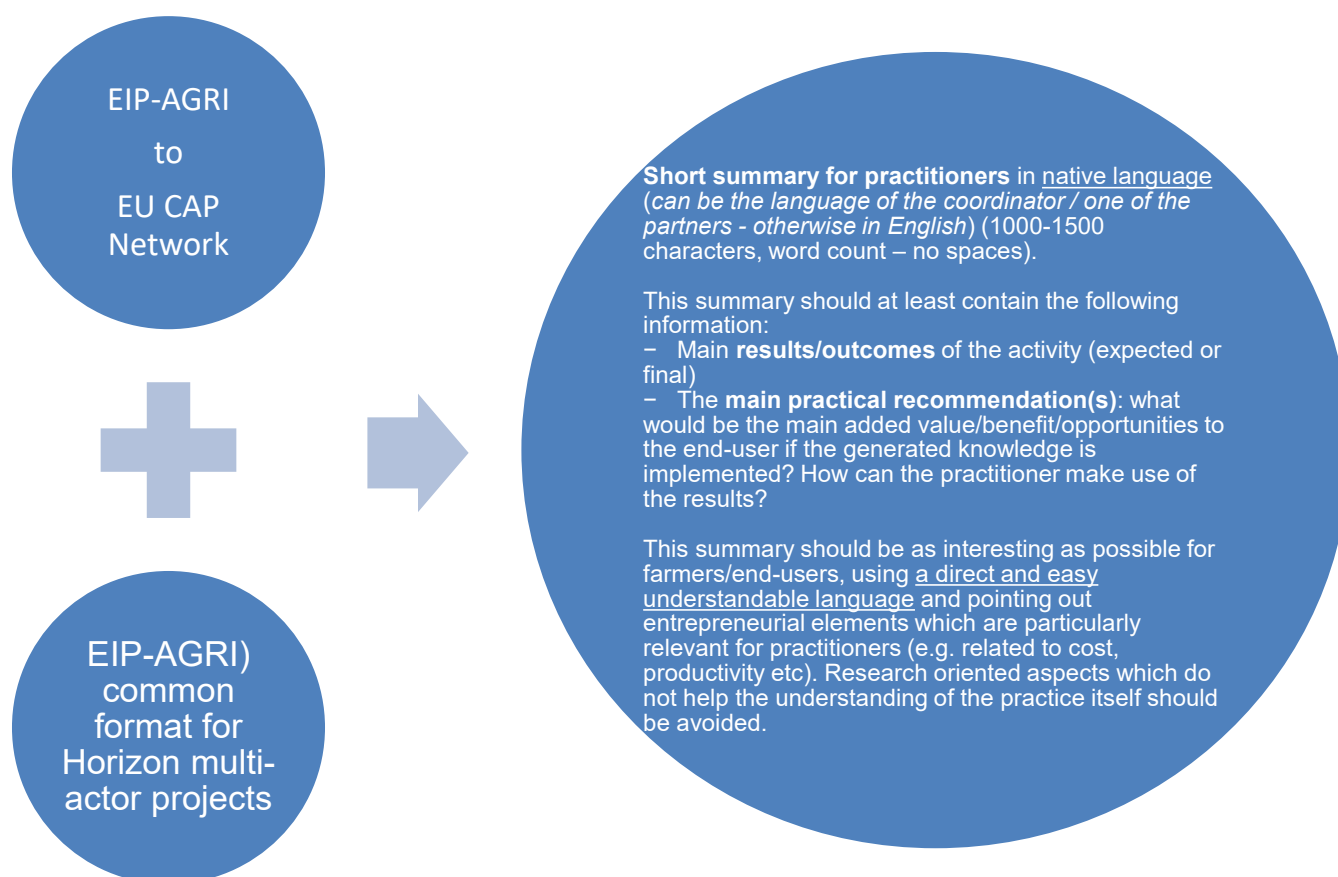 EIP-AGRI
to
EU CAP
Network
EIP-AGRI)
common
format for
Horizon multi-
actor projects
Short summary for practitioners in native language
(can be the language of the coordinator / one of the
partners - otherwise in English) (1000-1500
characters, word count – no spaces).
This summary should at least contain the following
information:
− Main results/outcomes of the activity (expected or
final)
− The main practical recommendation(s): what
would be the main added value/benefit/opportunities to
the end-user if the generated knowledge is
implemented? How can the practitioner make use of
the results?
This summary should be as interesting as possible for
farmers/end-users, using a direct and easy
understandable language and pointing out
entrepreneurial elements which are particularly
relevant for practitioners (e.g. related to cost,
productivity etc). Research oriented aspects which do
not help the understanding of the practice itself should
be avoided.